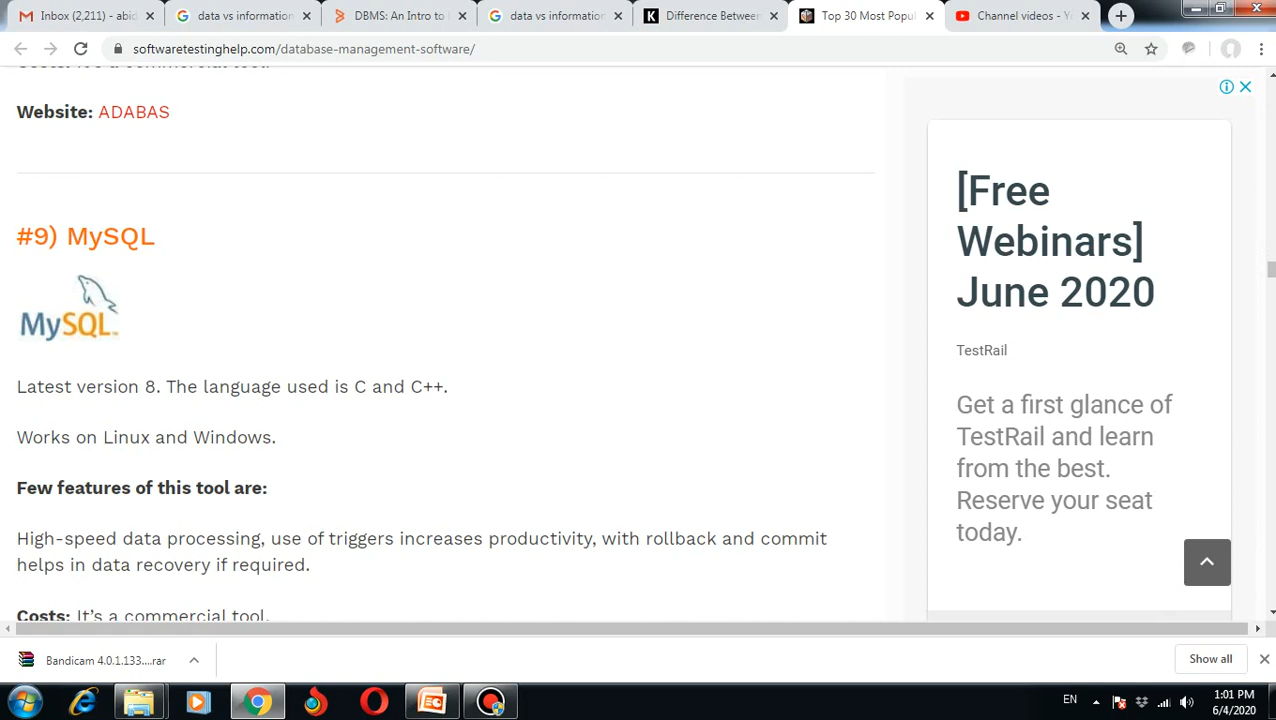 Inbox (2,211) - abid
data vs information
DBMS: An Intro to
Difference Between
Top 30 Most Popul
Channel videos - Yo
softwaretestinghelp.com/database-management-software/
Costs: It's a commercial tool.
Website: ADABAS
#9) MySQL
MySQL
Latest version 8. The language used is C and C++.
Works on Linux and Windows.
Few features of this tool are:
High-speed data processing, use of triggers increases productivity, with rollback and commit
helps in data recovery if required.
Costs: It's a commercial tool.
[Free
Webinars]
June 2020
TestRail
Get a first glance of
TestRail and learn
from the best.
Reserve your seat
today.
Bandicam 4.0.1.133....rar
Show all
EN
1:01 PM
6/4/2020